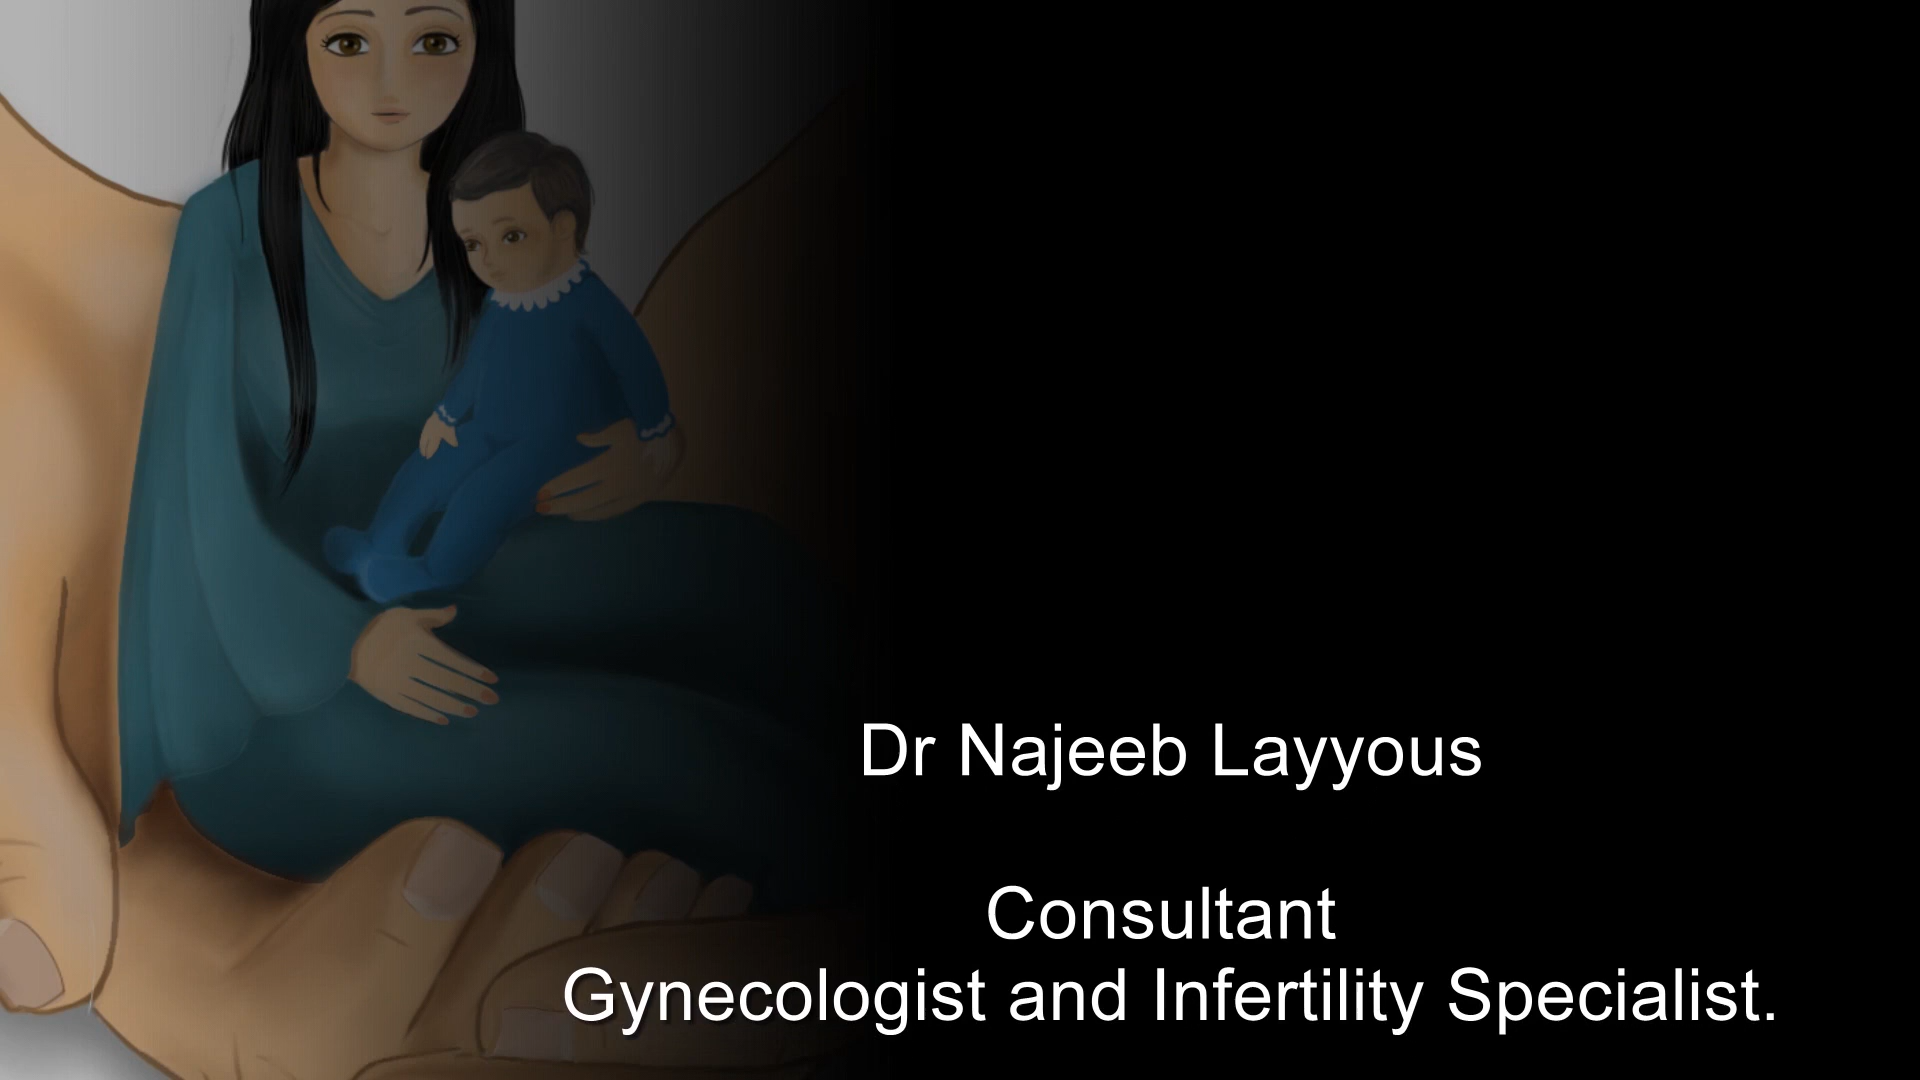 Dr Najeeb Layyous
Consultant
Gynecologist and Infertility Specialist.